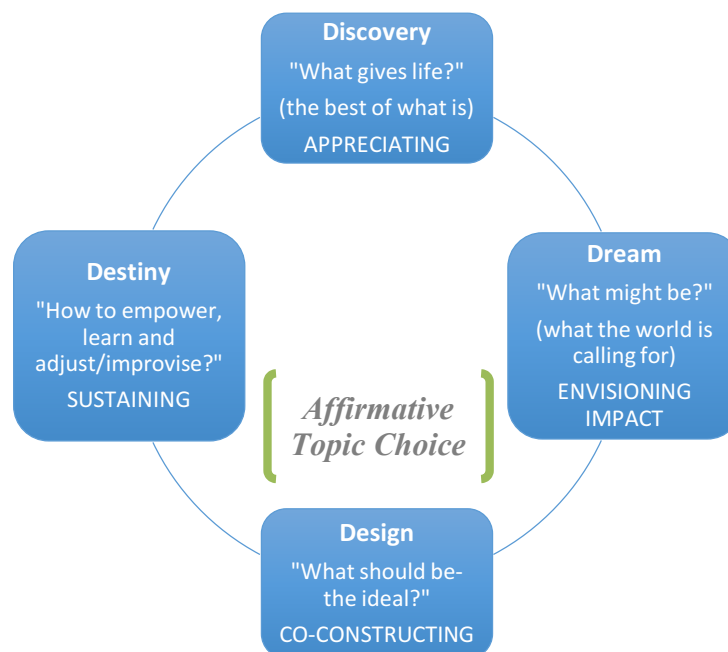 Discovery
"What gives life?"
(the best of what is)
APPRECIATING
Dream
"What might be?"
(what the world is
calling for)
ENVISIONING
IMPACT
Design
"What should be-
the ideal?"
CO-CONSTRUCTING
Destiny
"How to empower,
learn and
adjust/improvise?"
SUSTAINING
Affirmative
Topic Choice